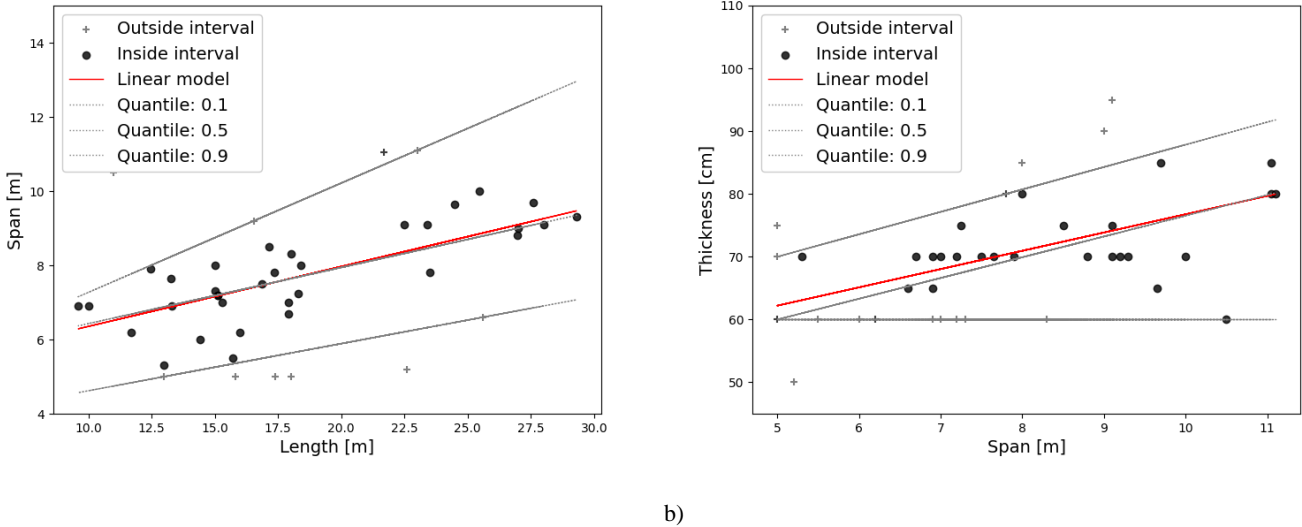 Outside interval
Inside interval
Linear model
Quantile: 0.1
Quantile: 0.5
Quantile: 0.9
14
12
10
8
6
4
Span [m]
10.0 12.5 15.0 17.5 20.0 22.5 25.0 27.5 30.0
Length [m]
Outside interval
Inside interval
Linear model
Quantile: 0.1
Quantile: 0.5
Quantile: 0.9
110
100
90
80
70
60
50
Thickness [cm]
5 6 7 8 9 10 11
Span [m]
b)